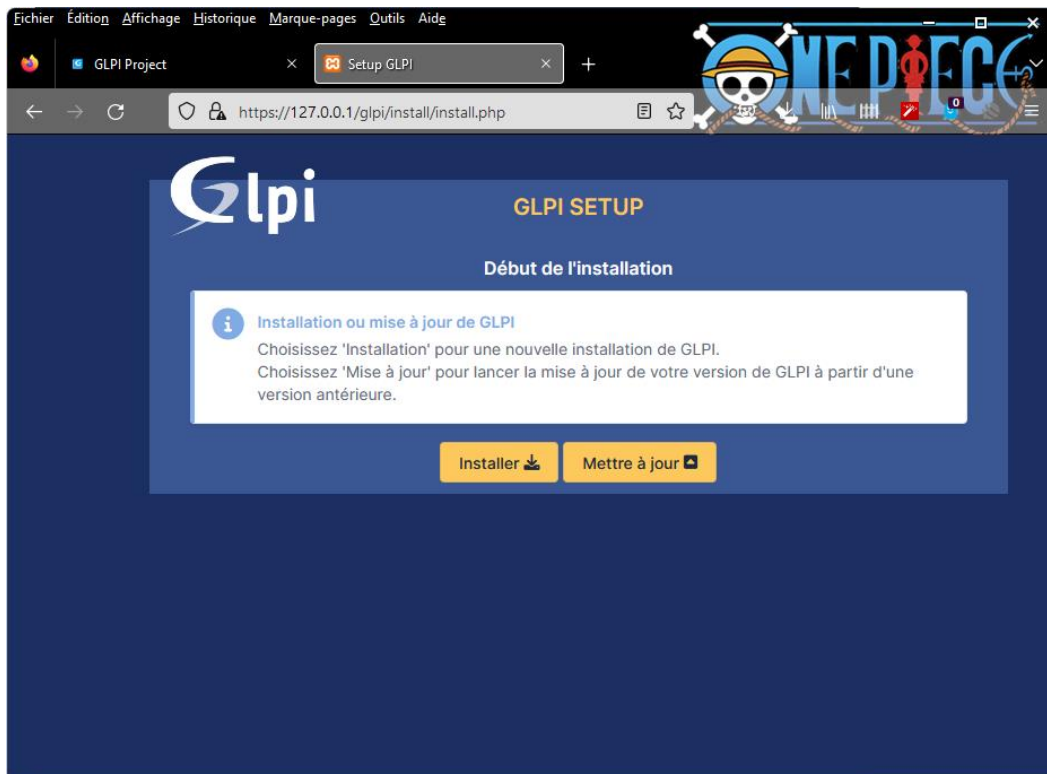 Fichier Édition Affichage Historique Marque-pages Outils Aide
GLPI Project
Setup GLPI
ONE PIECE
https://127.0.0.1/glpi/install/install.php
0
Glpi
GLPI SETUP
Début de l'installation
Installation ou mise à jour de GLPI
Choisissez 'Installation' pour une nouvelle installation de GLPI.
Choisissez 'Mise à jour' pour lancer la mise à jour de votre version de GLPI à partir d'une
version antérieure.
Installer
Mettre à jour